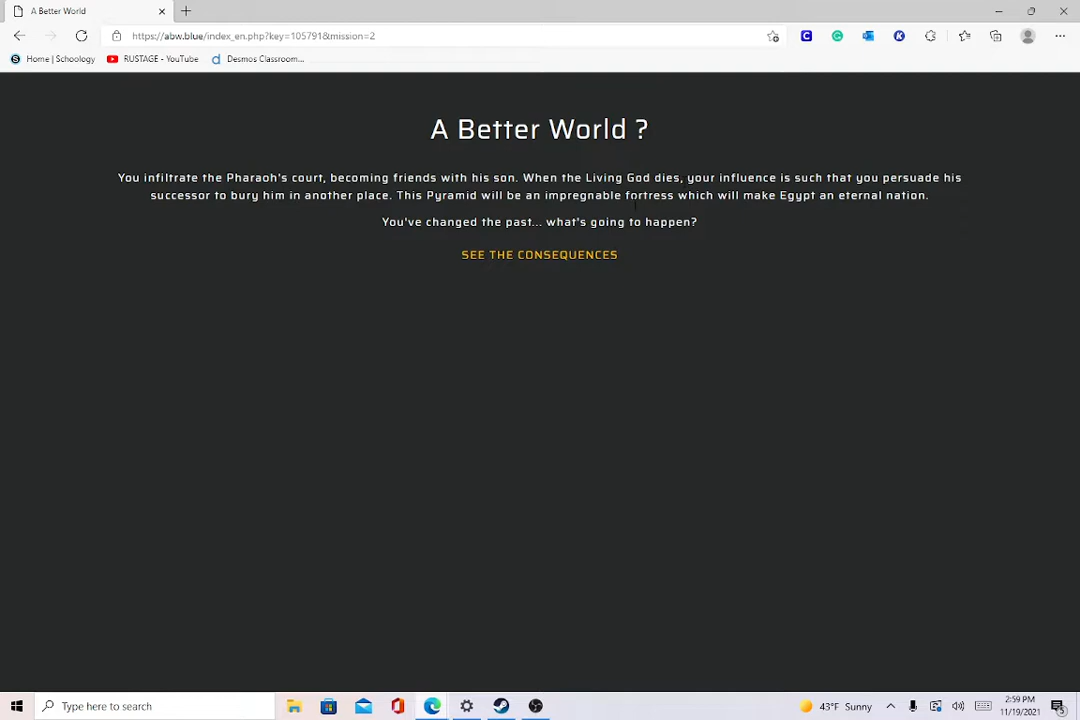 A Better World
https://abw.blue/index_en.php?key=105791&mission=2
Home | Schoology
RUSTAGE - YouTube
Desmos Classroom...
A Better World ?
You infiltrate the Pharaoh's court, becoming friends with his son. When the Living God dies, your influence is such that you persuade his
successor to bury him in another place. This Pyramid will be an impregnable fortress which will make Egypt an eternal nation.
You've changed the past... what's going to happen?
SEE THE CONSEQUENCES
Type here to search
43°F Sunny
2:59 PM
11/19/2021